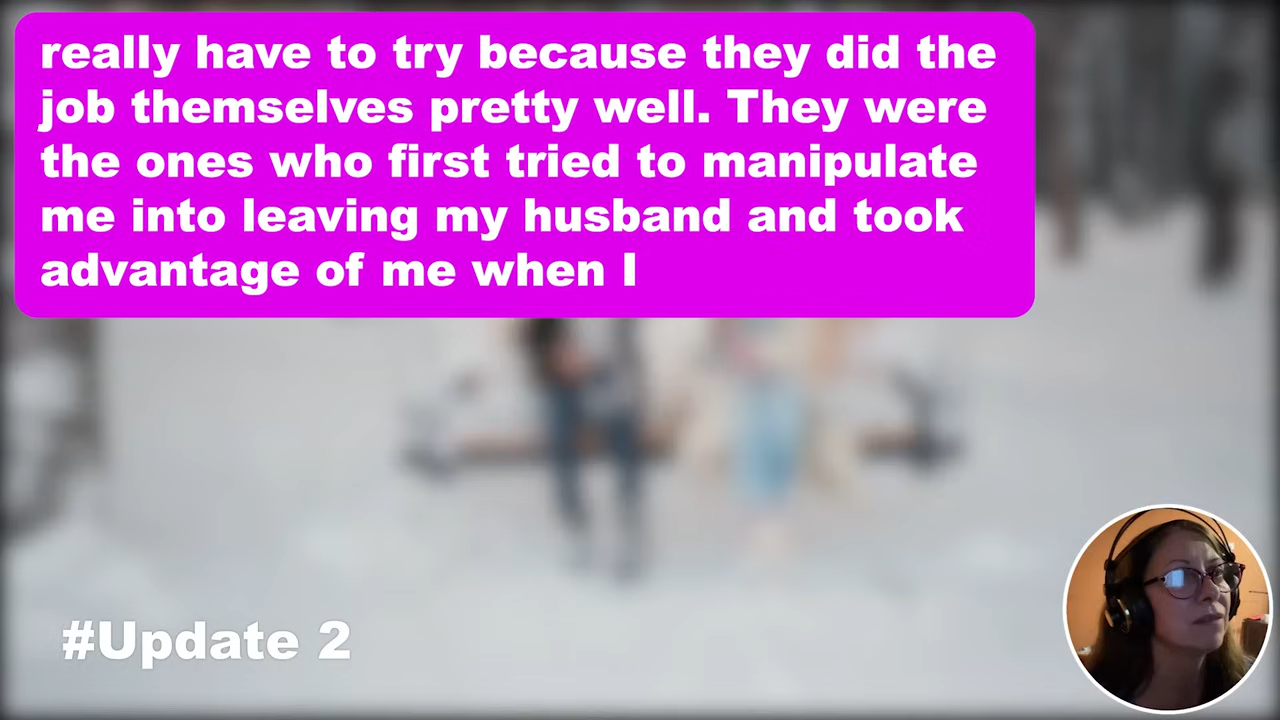 really have to try because they did the
job themselves pretty well. They were
the ones who first tried to manipulate
me into leaving my husband and took
advantage of me when I
#Update 2